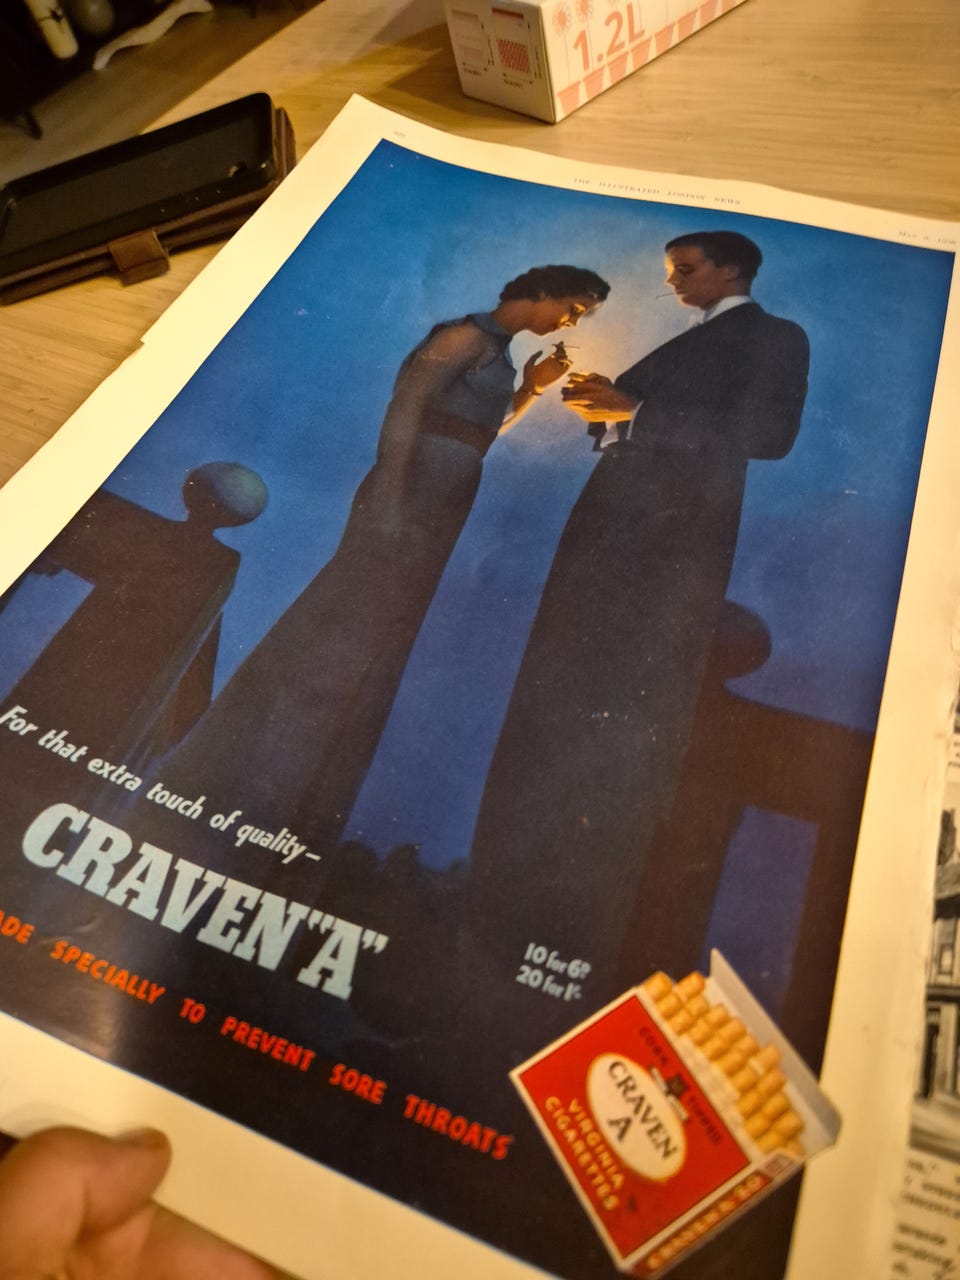 1.2L
THE ILLUSTRATED LONDON NEWS
For that extra touch of quality–
CRAVEN "A"
10 for 6D
20 for 1/-
SPECIALLY TO PREVENT SORE THROATS
CORK TIPPED
CRAVEN
A
VIRGINIA
CIGARETTES